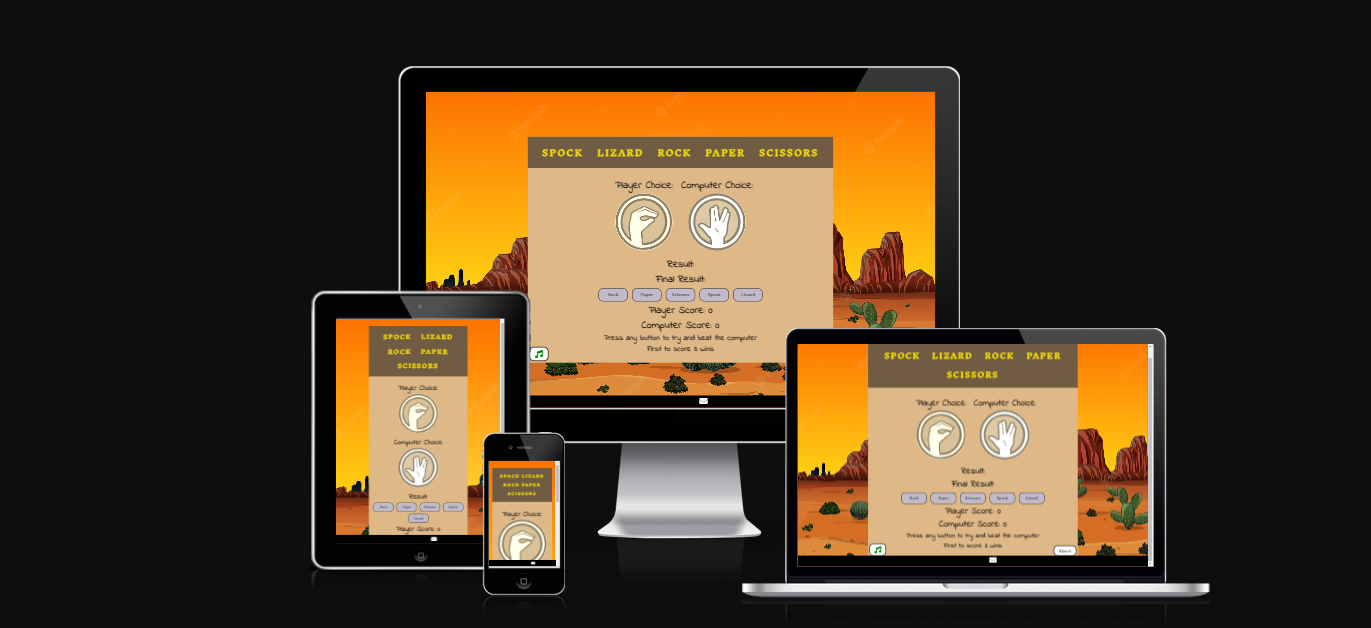 SPOCK LIZARD ROCK PAPER SCISSORS
Player Choice: Computer Choice:
Result:
Final Result:
Rock Paper Scissors Spock Lizard
Player Score: 0
Computer Score: 0
Press any button to try and beat the computer
First to score 3 wins
SPOCK LIZARD
ROCK PAPER
SCISSORS
Player Choice:
Computer Choice:
Result:
Rock Paper Scissors Spock
Lizard
Player Score: 0
SPOCK LIZARD
ROCK PAPER
SCISSORS
Player Choice:
SPOCK LIZARD ROCK PAPER
SCISSORS
Player Choice: Computer Choice:
Result:
Final Result:
Rock Paper Scissors Spock Lizard
Player Score: 0
Computer Score: 0
Press any button to try and beat the computer
First to score 3 wins
freepik
freepik
freepik